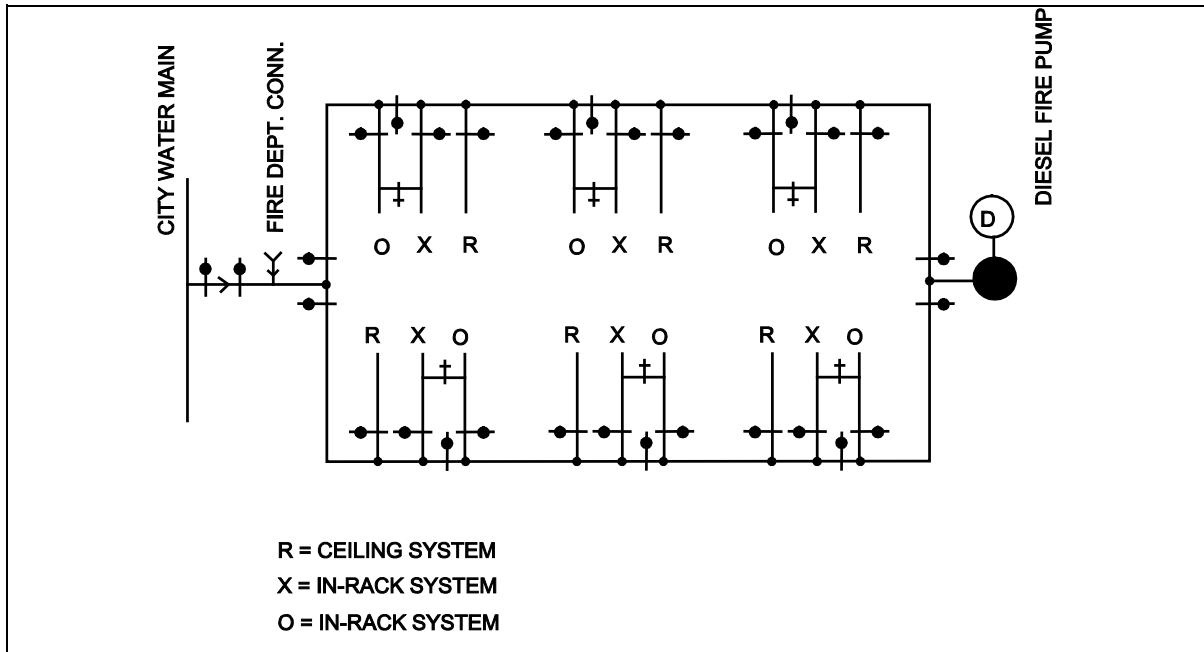 CITY WATER MAIN
FIRE DEPT. CONN.
DIESEL FIRE PUMP
D
O X R
O X R
O X R
R X O
R X O
R X O
R = CEILING SYSTEM
X = IN-RACK SYSTEM
O = IN-RACK SYSTEM